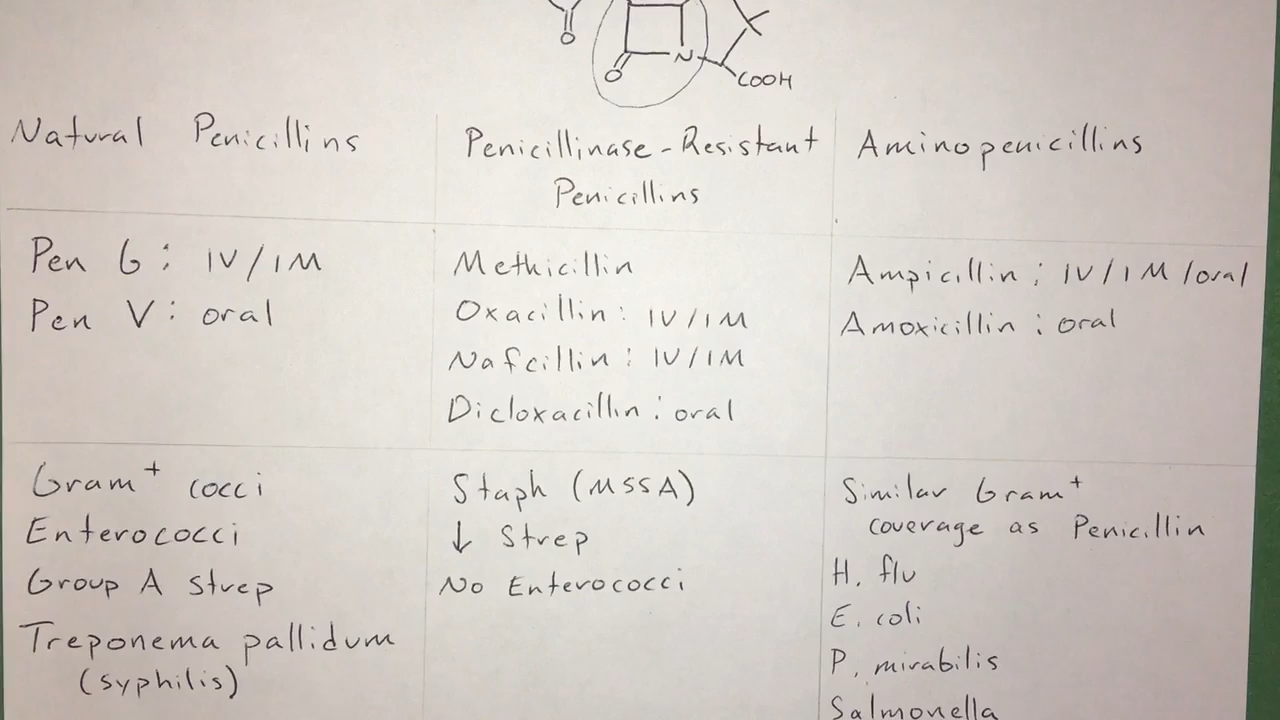 O
O
N
COOH
Natural Penicillins
Penicillinase-Resistant
Penicillins
Aminopenicillins
Pen G: IV/IM
Pen V: oral
Methicillin
Oxacillin: IV/IM
Nafcillin: IV/IM
Dicloxacillin: oral
Ampicillin: IV/IM/oral
Amoxicillin: oral
Gram+ cocci
Enterococci
Group A Strep
Treponema pallidum
(syphilis)
Staph (MSSA)
↓ Strep
No Enterococci
Similar Gram+
coverage as Penicillin
H. flu
E. coli
P. mirabilis
Salmonella